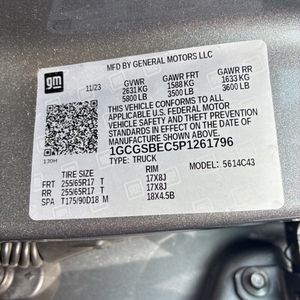 gm
MFD BY GENERAL MOTORS LLC
11/23 GVWR GAWR FRT GAWR RR
2631 KG 1588 KG 1633 KG
5800 LB 3500 LB 3600 LB
THIS VEHICLE CONFORMS TO ALL
APPLICABLE U.S. FEDERAL MOTOR
VEHICLE SAFETY AND THEFT
PREVENTION STANDARDS IN EFFECT
ON THE DATE OF MANUFACTURE
SHOWN ABOVE.
1GCGSBEC5P1261796
TYPE: TRUCK MODEL: 5614C43
TIRE SIZE RIM
FRT 255/65R17 T 17X8J
RR 255/65R17 T 17X8J
SPA T175/90D18 M 18X4.5B